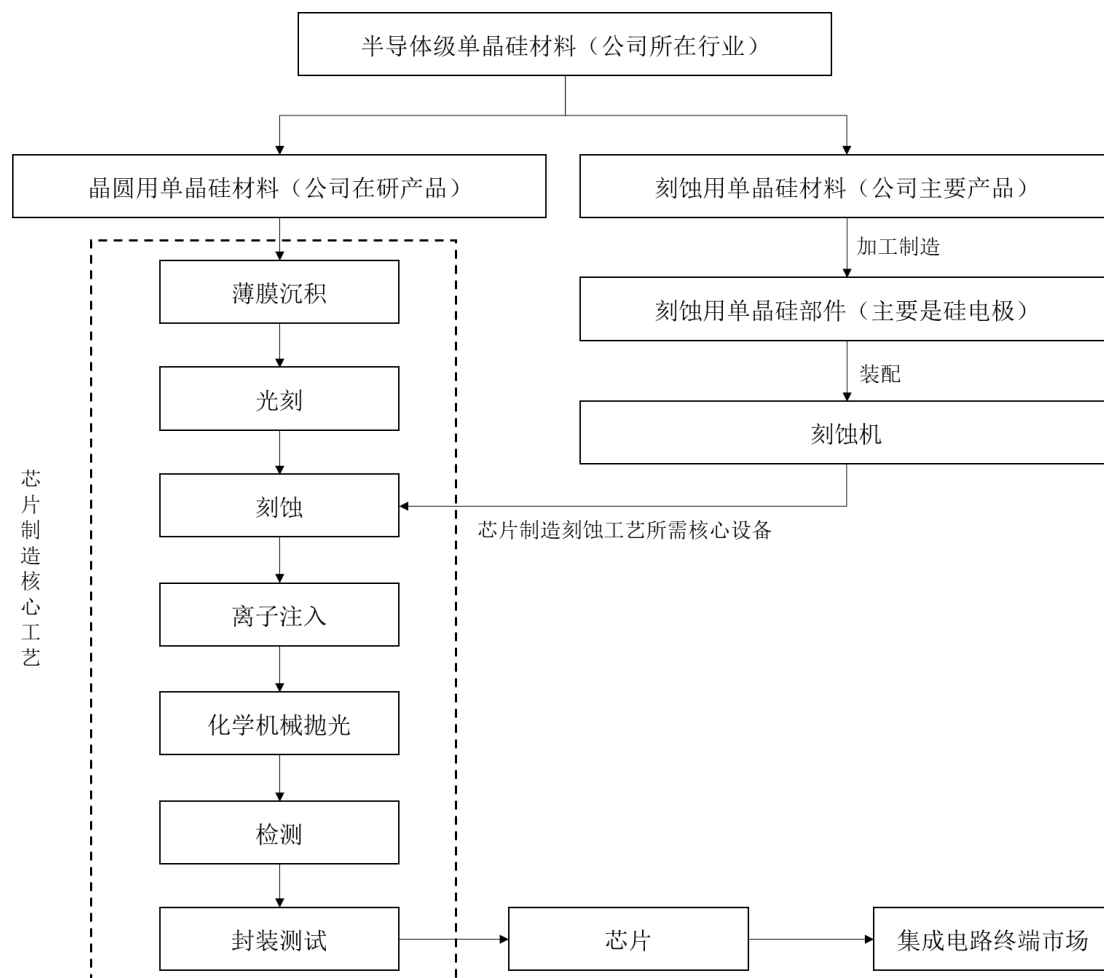 半导体级单晶硅材料（公司所在行业）
晶圆用单晶硅材料（公司在研产品）
刻蚀用单晶硅材料（公司主要产品）
加工制造
薄膜沉积
刻蚀用单晶硅部件（主要是硅电极）
装配
光刻
刻蚀机
刻蚀
芯片制造刻蚀工艺所需核心设备
芯片制造核心工艺
离子注入
化学机械抛光
检测
封装测试
芯片
集成电路终端市场